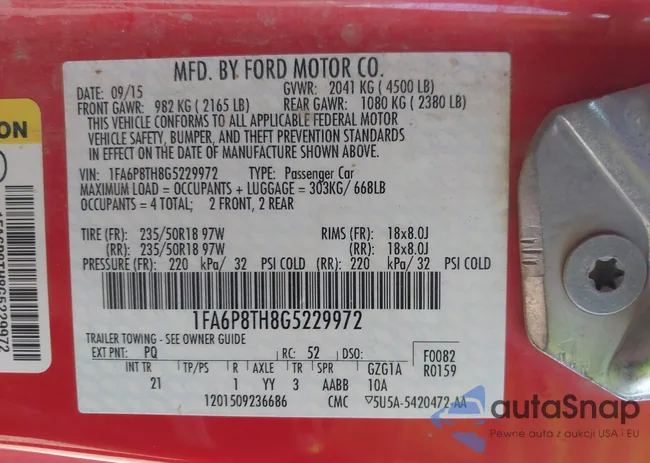 MFD. BY FORD MOTOR CO.
DATE: 09/15 GVWR: 2041 KG ( 4500 LB)
FRONT GAWR: 982 KG ( 2165 LB) REAR GAWR: 1080 KG ( 2380 LB)
THIS VEHICLE CONFORMS TO ALL APPLICABLE FEDERAL MOTOR
VEHICLE SAFETY, BUMPER, AND THEFT PREVENTION STANDARDS
IN EFFECT ON THE DATE OF MANUFACTURE SHOWN ABOVE.
VIN: 1FA6P8TH8G5229972 TYPE: Passenger Car
MAXIMUM LOAD = OCCUPANTS + LUGGAGE = 303KG/ 668LB
OCCUPANTS = 4 TOTAL; 2 FRONT, 2 REAR
TIRE (FR): 235/50R18 97W RIMS (FR): 18x8.0J
(RR): 235/50R18 97W (RR): 18x8.0J
PRESSURE (FR): 220 kPa/ 32 PSI COLD (RR): 220 kPa/ 32 PSI COLD
1FA6P8TH8G5229972
TRAILER TOWING - SEE OWNER GUIDE
EXT PNT: PQ RC: 52 DSO: F0082
INT TR TP/PS R AXLE TR SPR GZG1A R0159
21 1 YY 3 AABB 10A
1201509236686 CMC ▽5U5A-5420472-AA
ON
1FA6P8TH8G5229972
autoSnap
Pewne auta z aukcji USA i EU